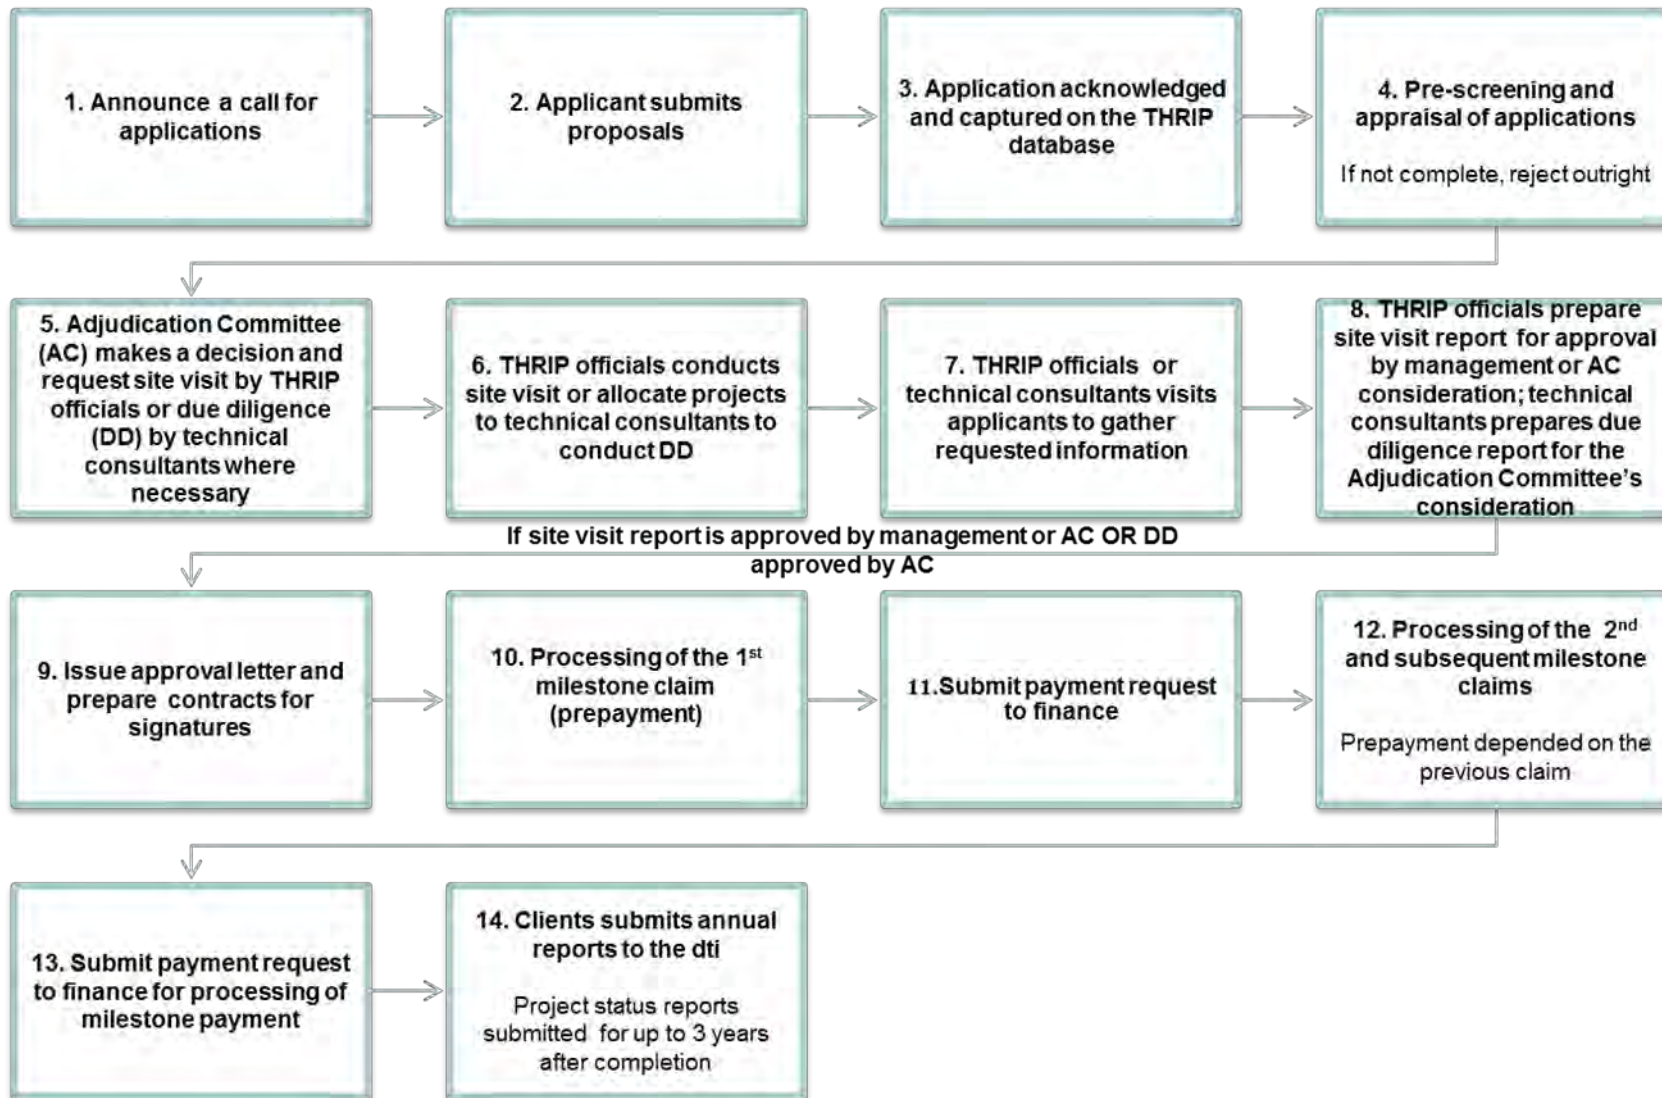 1. Announce a call for
applications
2. Applicant submits
proposals
3. Application acknowledged
and captured on the THRIP
database
4. Pre-screening and
appraisal of applications
If not complete, reject outright
5. Adjudication Committee
(AC) makes a decision and
request site visit by THRIP
officials or due diligence
(DD) by technical
consultants where
necessary
6. THRIP officials conducts
site visit or allocate projects
to technical consultants to
conduct DD
7. THRIP officials or
technical consultants visits
applicants to gather
requested information
8. THRIP officials prepare
site visit report for approval
by management or AC
consideration; technical
consultants prepares due
diligence report for the
Adjudication Committee's
consideration
If site visit report is approved by management or AC OR DD
approved by AC
9. Issue approval letter and
prepare contracts for
signatures
10. Processing of the 1st
milestone claim
(prepayment)
11.Submit payment request
to finance
12. Processing of the 2nd
and subsequent milestone
claims
Prepayment depended on the
previous claim
13. Submit payment request
to finance for processing of
milestone payment
14. Clients submits annual
reports to the dti
Project status reports
submitted for up to 3 years
after completion